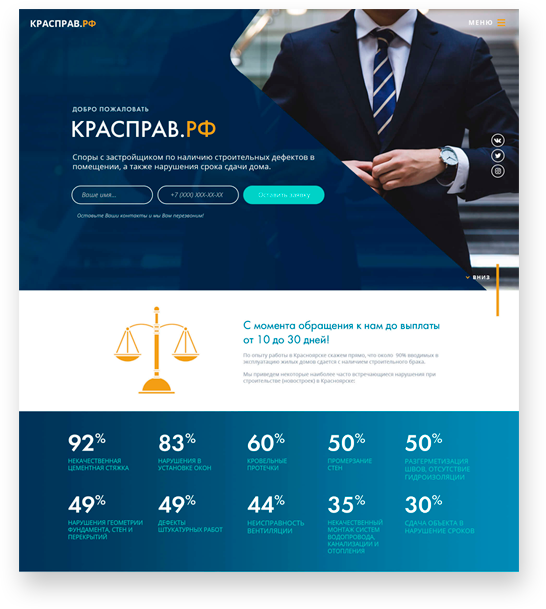 КРАСПРАВ.РФ
МЕНЮ
ДОБРО ПОЖАЛОВАТЬ
КРАСПРАВ.РФ
Споры с застройщиком по наличию строительных дефектов в
помещении, а также нарушения срока сдачи дома.
Ваше имя...
+7 (XXX) XXX-XX-XX
Оставить заявку
Оставьте Ваши контакты и мы Вам перезвоним!
ВНИЗ
С момента обращения к нам до выплаты
от 10 до 30 дней!
По опыту работы в Красноярске скажем прямо, что около 90% вводимых в
эксплуатацию жилых домов сдается с наличием строительного брака.
Мы приведем некоторые наиболее часто встречающиеся нарушения при
строительстве (новостроек) в Красноярске:
92% 83% 60% 50% 50%
НЕКАЧЕСТВЕННАЯ НАРУШЕНИЯ В КРОВЕЛЬНЫЕ ПРОМЕРЗАНИЕ РАЗГЕРМЕТИЗАЦИЯ
ЦЕМЕНТНАЯ СТЯЖКА УСТАНОВКЕ ОКОН ПРОТЕЧКИ СТЕН ШВОВ, ОТСУТСТВИЕ
ГИДРОИЗОЛЯЦИИ
49% 49% 44% 35% 30%
НАРУШЕНИЯ ГЕОМЕТРИИ ДЕФЕКТЫ НЕИСПРАВНОСТЬ НЕКАЧЕСТВЕННЫЙ СДАЧА ОБЪЕКТА В
ФУНДАМЕНТА, СТЕН И ШТУКАТУРНЫХ РАБОТ ВЕНТИЛЯЦИИ МОНТАЖ СИСТЕМ НАРУШЕНИЕ СРОКОВ
ПЕРЕКРЫТИЙ ВОДОПРОВОДА,
КАНАЛИЗАЦИИ И
ОТОПЛЕНИЯ